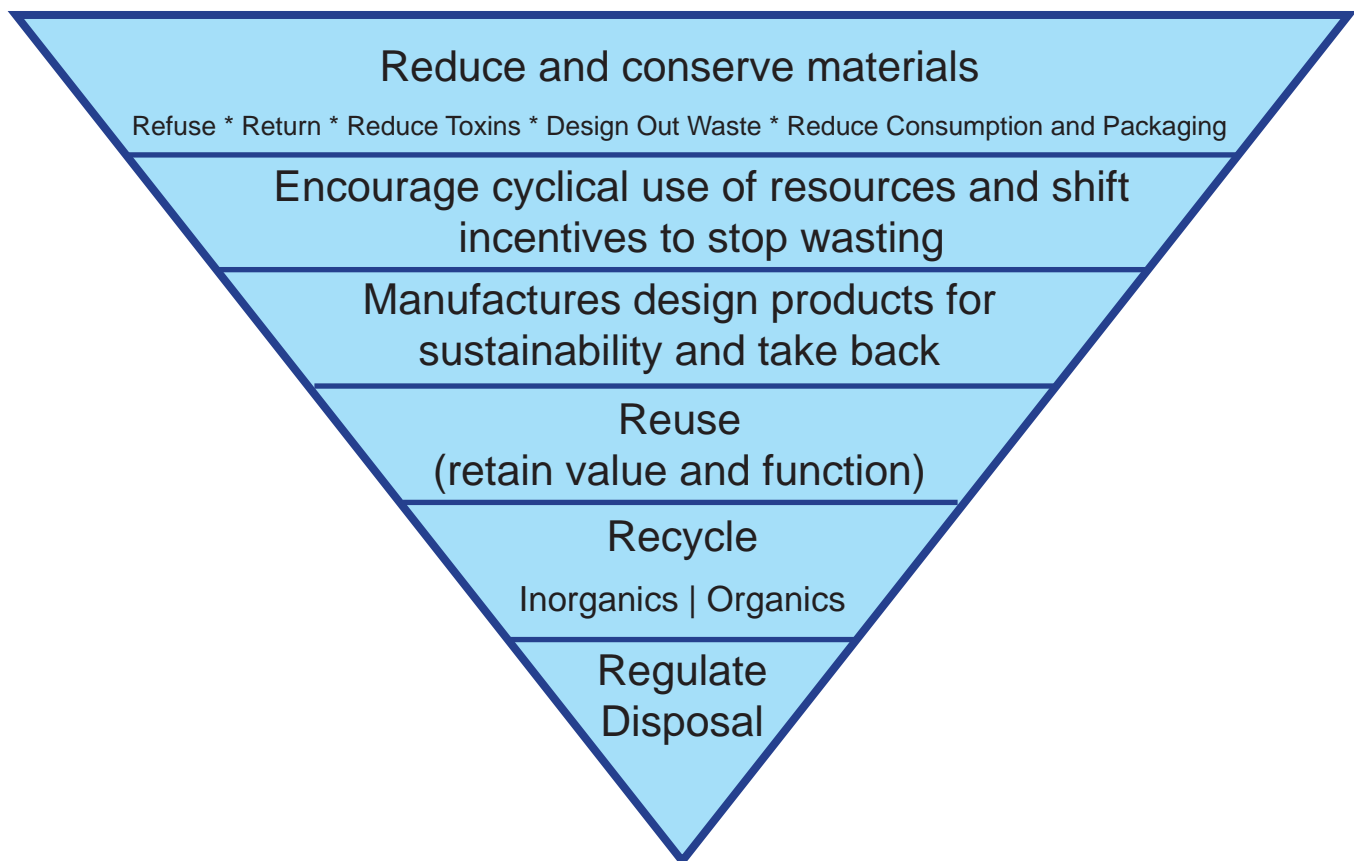 Reduce and conserve materials
Refuse * Return * Reduce Toxins * Design Out Waste * Reduce Consumption and Packaging
Encourage cyclical use of resources and shift
incentives to stop wasting
Manufactures design products for
sustainability and take back
Reuse
(retain value and function)
Recycle
Inorganics | Organics
Regulate
Disposal